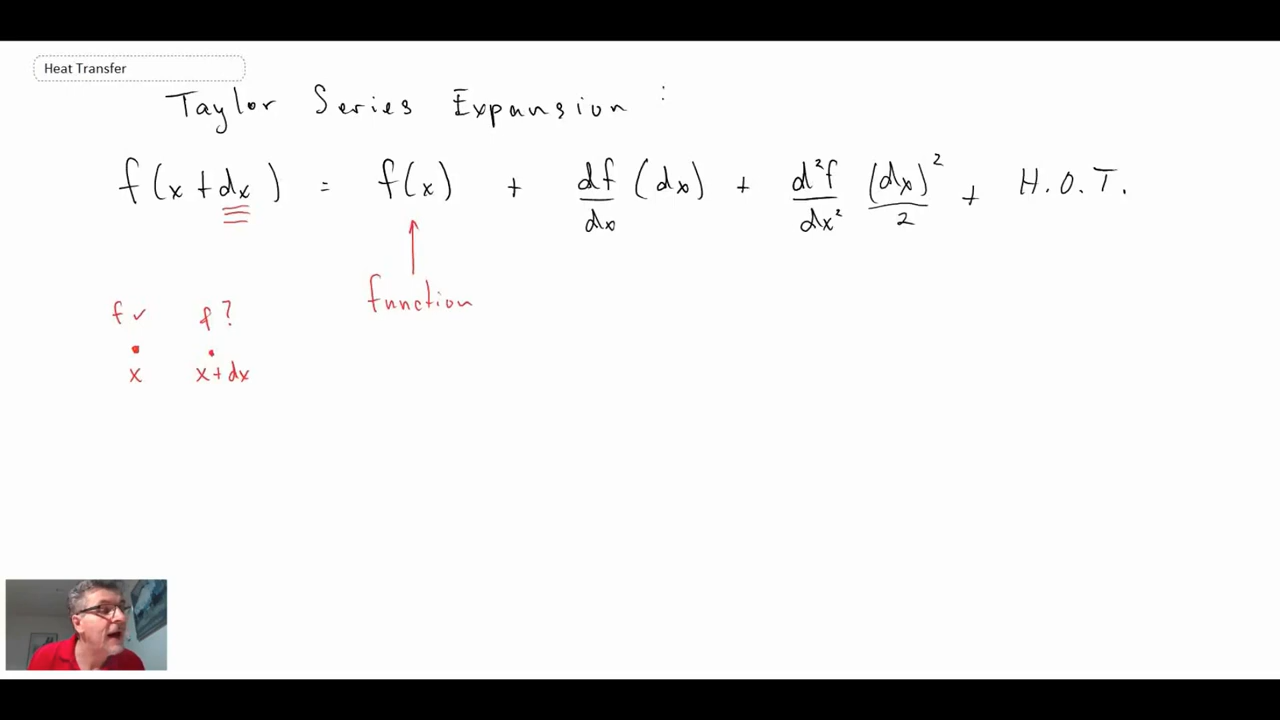 Heat Transfer
Taylor Series Expansion :
f(x + dx) = f(x) + df/dx (dx) + d²f/dx² (dx)²/2 + H.O.T.
function
f ✓ f ?
x x+dx